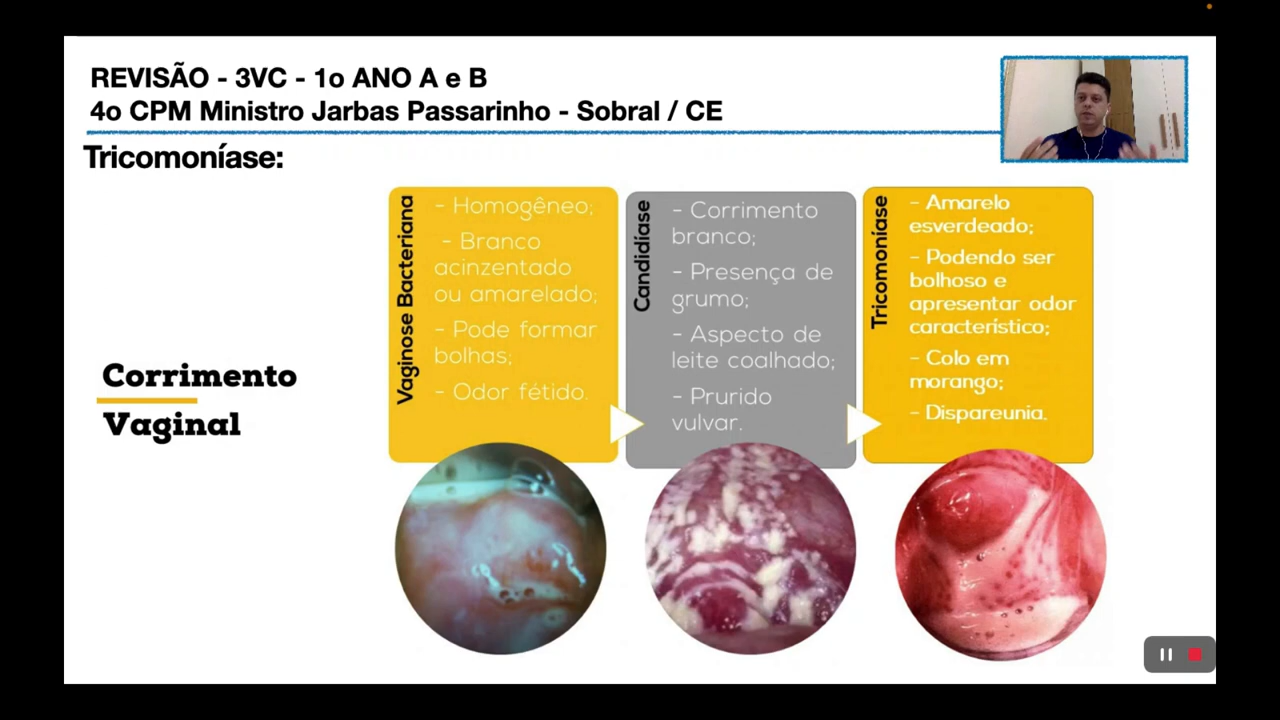 REVISÃO - 3VC - 1o ANO A e B
4o CPM Ministro Jarbas Passarinho - Sobral / CE
Tricomoníase:
Corrimento
Vaginal
Vaginose Bacteriana
- Homogêneo;
- Branco
acinzentado
ou amarelado;
- Pode formar
bolhas;
- Odor fétido.
Candidíase
- Corrimento
branco;
- Presença de
grumo;
- Aspecto de
leite coalhado;
- Prurido
vulvar.
Tricomoníase
- Amarelo
esverdeado;
- Podendo ser
bolhoso e
apresentar odor
característico;
- Colo em
morango;
- Dispareunia.